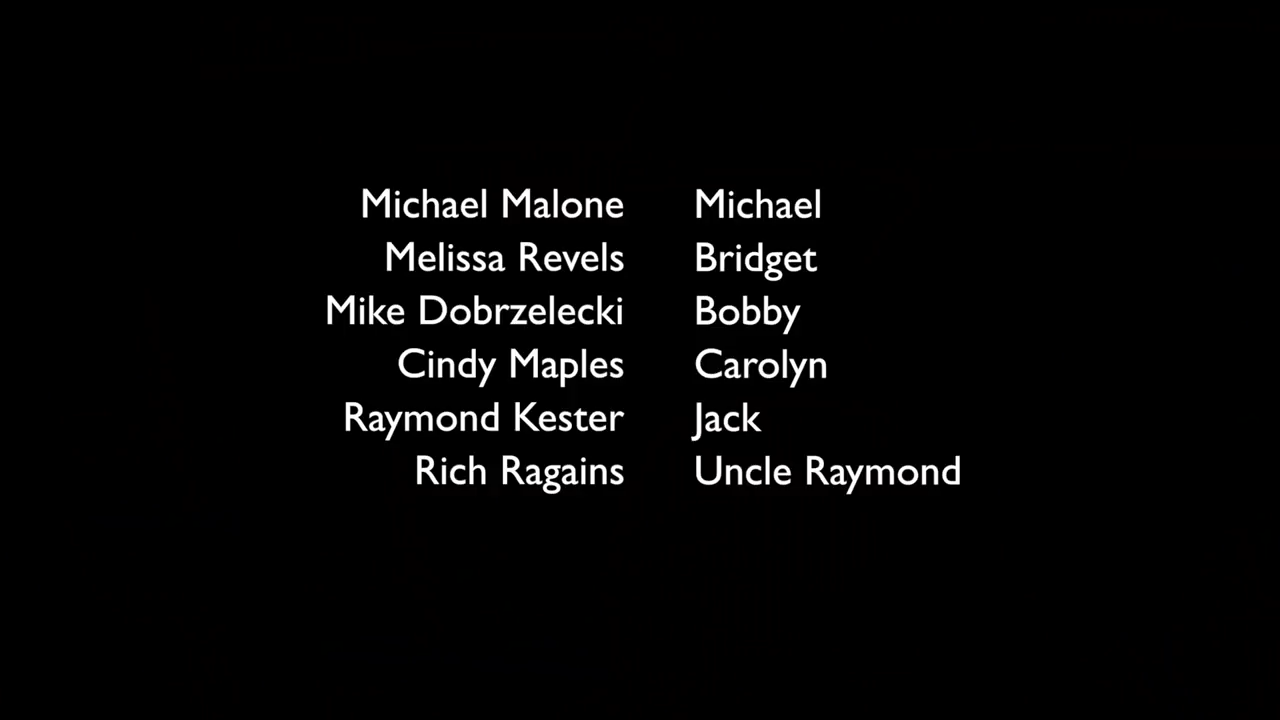 Michael Malone Michael
Melissa Revels Bridget
Mike Dobrzelecki Bobby
Cindy Maples Carolyn
Raymond Kester Jack
Rich Ragains Uncle Raymond